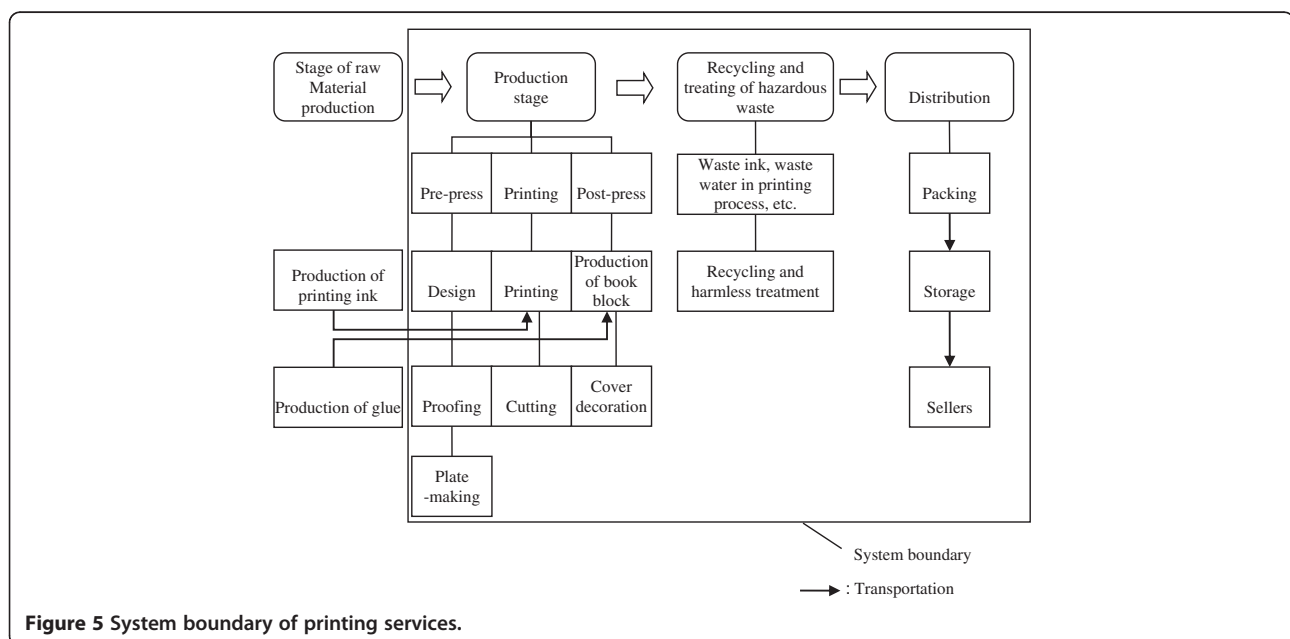 Stage of raw
Material
production
Production
stage
Recycling and
treating of hazardous
waste
Distribution
Pre-press
Printing
Post-press
Waste ink, waste
water in printing
process, etc.
Packing
Production of
printing ink
Design
Printing
Production
of book
block
Recycling and
harmless treatment
Storage
Production of glue
Proofing
Cutting
Cover
decoration
Sellers
Plate
-making
System boundary
: Transportation
Figure 5 System boundary of printing services.